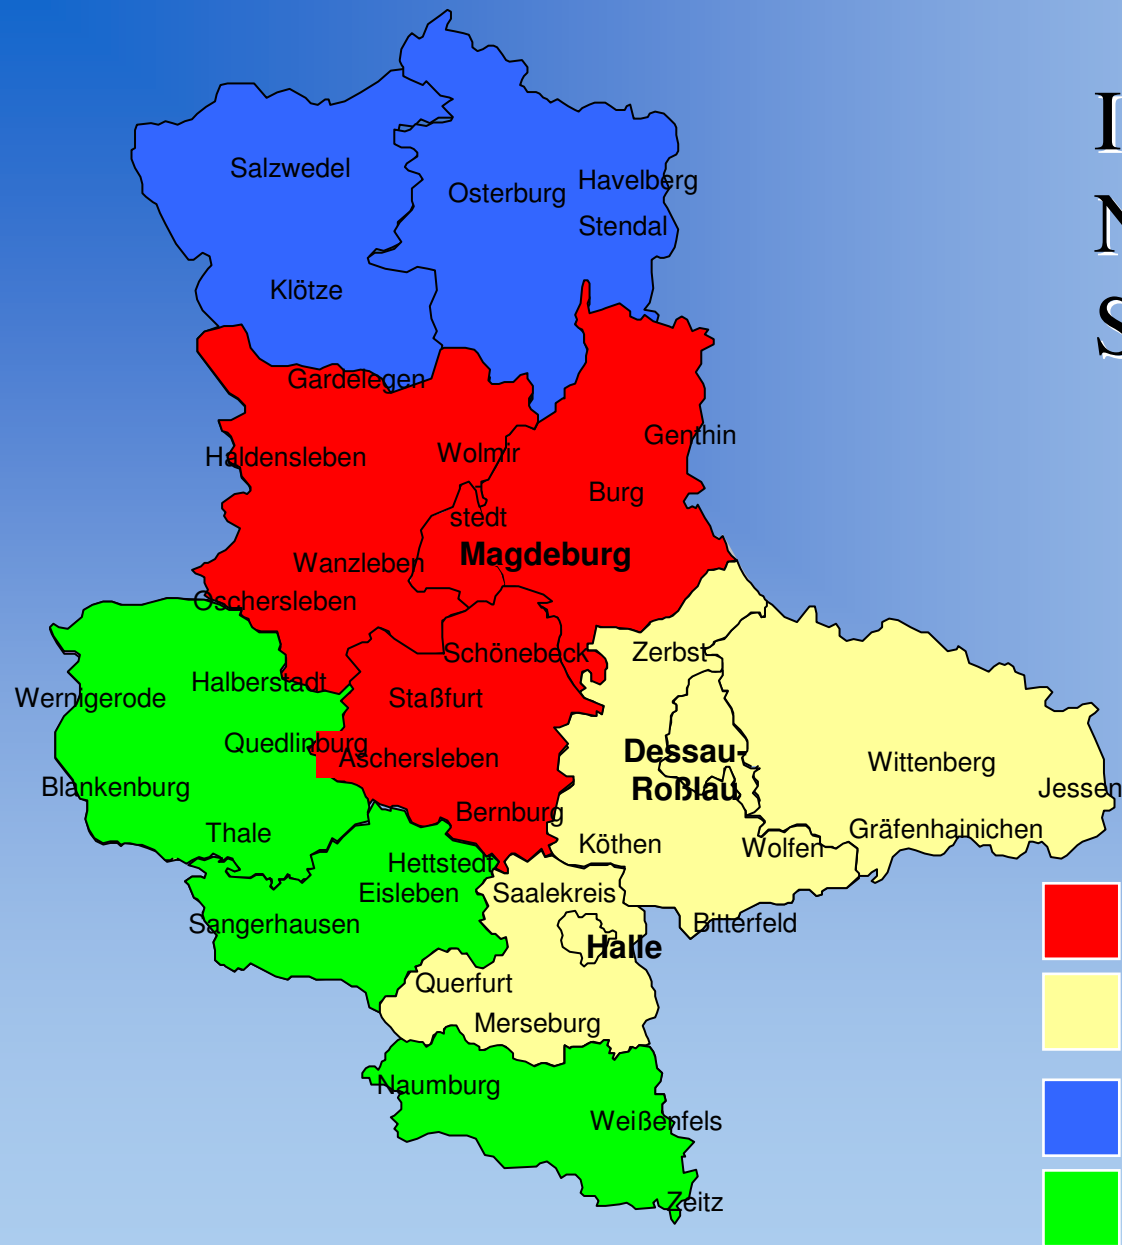 I
N
S
Salzwedel
Havelberg
Osterburg
Stendal
Klötze
Gardelegen
Genthin
Haldensleben
Wolmir
Burg
stedt
Magdeburg
Wanzleben
Oschersleben
Schönebeck
Zerbst
Halberstadt
Wernigerode
Staßfurt
Quedlinburg
Aschersleben
Dessau-
Roßlau
Wittenberg
Blankenburg
Jessen
Bernburg
Thale
Köthen
Wolfen
Gräfenhainichen
Hettstedt
Eisleben
Saalekreis
Sangerhausen
Bitterfeld
Halle
Querfurt
Merseburg
Naumburg
Weißenfels
Zeitz